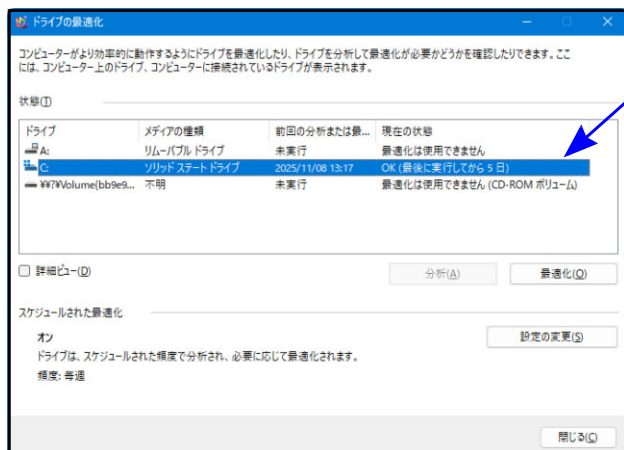 ドライブの最適化
コンピューターがより効率的に動作するようにドライブを最適化したり、ドライブを分析して最適化が必要かどうかを確認したりできます。ここ
には、コンピューター上のドライブ、コンピューターに接続されているドライブが表示されます。
状態(T)
ドライブ メディアの種類 前回の分析または最... 現在の状態
A: リムーバブル ドライブ 未実行 最適化は使用できません
C: ソリッド ステート ドライブ 2025/11/08 13:17 OK (最後に実行してから 5 日)
¥¥?¥Volume{bb9e9... 不明 未実行 最適化は使用できません (CD-ROM ボリューム)
詳細ビュー(D) 分析(A) 最適化(O)
スケジュールされた最適化
オン 設定の変更(S)
ドライブは、スケジュールされた頻度で分析され、必要に応じて最適化されます。
頻度: 毎週
閉じる(C)